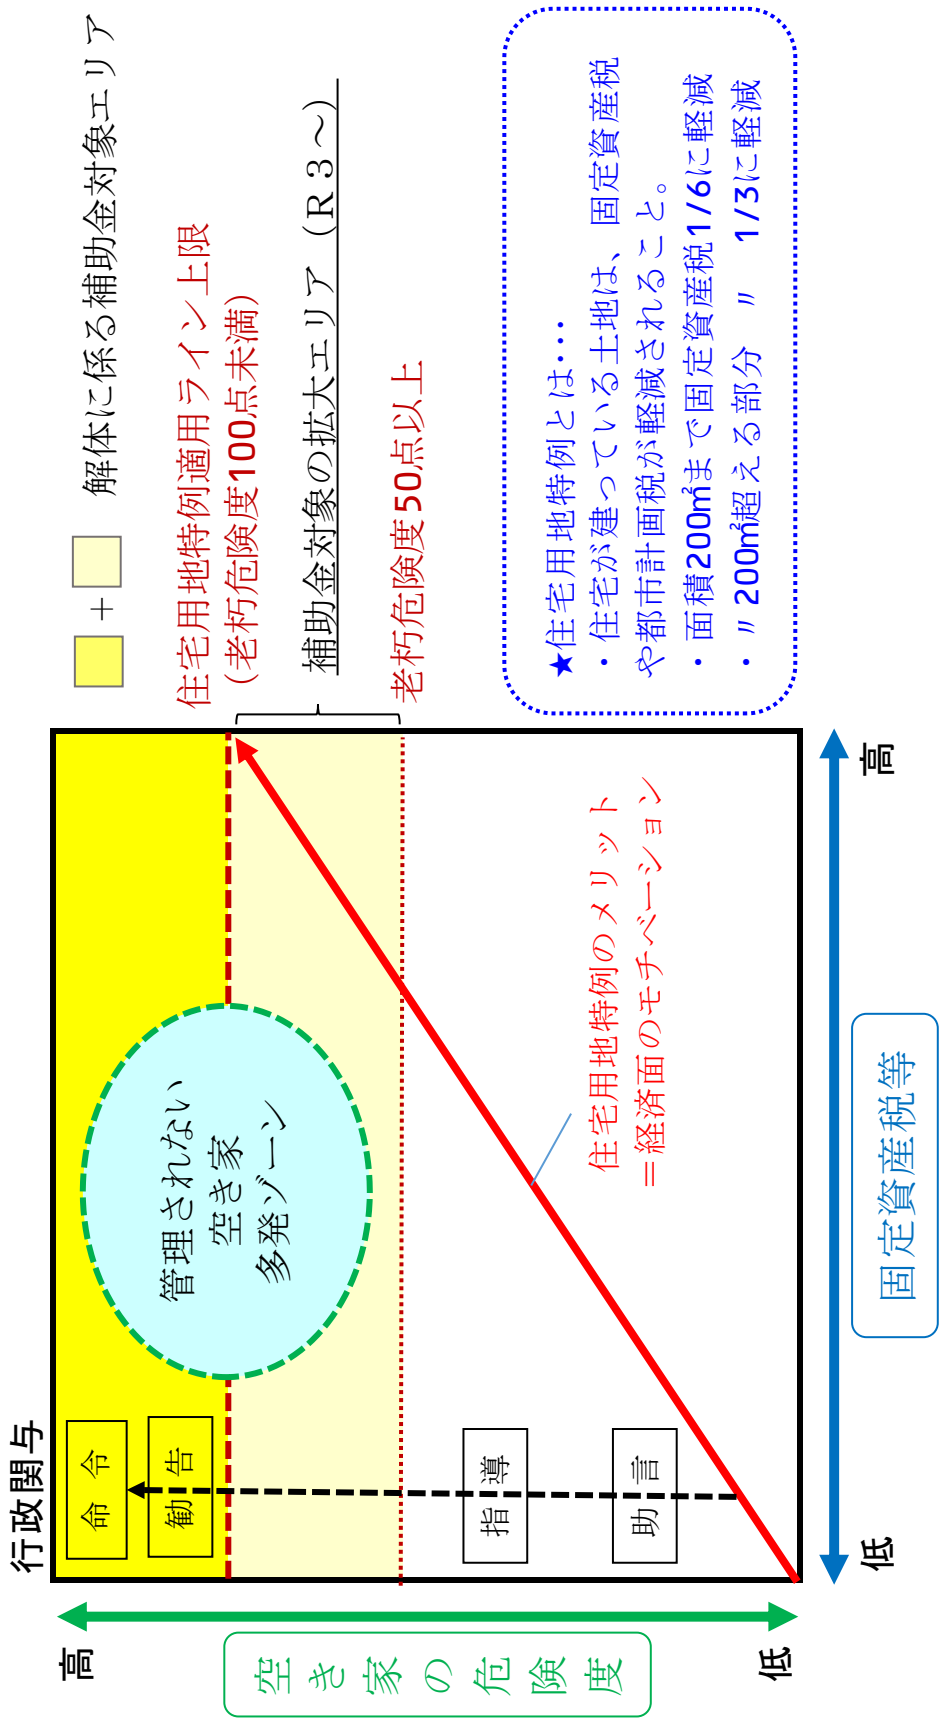 行政関与
高
空き家の危険度
低
命　令
勧　告
指　導
助　言
管理されない
空き家
多発ゾーン
住宅用地特例のメリット
＝経済面のモチベーション
低
固定資産税等
高
＋　解体に係る補助金対象エリア
住宅用地特例適用ライン上限
（老朽危険度100点未満）
補助金対象の拡大エリア（Ｒ３～）
老朽危険度50点以上
★住宅用地特例とは・・・
・住宅が建っている土地は、固定資産税
や都市計画税が軽減されること。
・面積200㎡まで固定資産税1/6に軽減
・〃 200㎡超える部分　〃　1/3に軽減